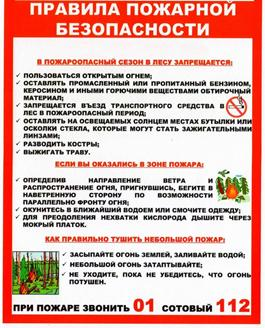 ПРАВИЛА ПОЖАРНОЙ
БЕЗОПАСНОСТИ
В ПОЖАРООПАСНЫЙ СЕЗОН В ЛЕСУ ЗАПРЕЩАЕТСЯ:
ПОЛЬЗОВАТЬСЯ ОТКРЫТЫМ ОГНЕМ;
ОСТАВЛЯТЬ ПРОМАСЛЕННЫЙ ИЛИ ПРОПИТАННЫЙ БЕНЗИНОМ,
КЕРОСИНОМ И ИНЫМИ ГОРЮЧИМИ ВЕЩЕСТВАМИ ОБТИРОЧНЫЙ
МАТЕРИАЛ;
ЗАПРЕЩАЕТСЯ ВЪЕЗД ТРАНСПОРТНОГО СРЕДСТВА В
ЛЕС В ПОЖАРООПАСНЫЙ ПЕРИОД;
ОСТАВЛЯТЬ НА ОСВЕЩАЕМЫХ СОЛНЦЕМ МЕСТАХ БУТЫЛКИ ИЛИ
ОСКОЛКИ СТЕКЛА, КОТОРЫЕ МОГУТ СТАТЬ ЗАЖИГАТЕЛЬНЫМИ
ЛИНЗАМИ;
РАЗВОДИТЬ КОСТРЫ;
ВЫЖИГАТЬ ТРАВУ.
ЕСЛИ ВЫ ОКАЗАЛИСЬ В ЗОНЕ ПОЖАРА:
ОПРЕДЕЛИВ НАПРАВЛЕНИЕ ВЕТРА И
РАСПРОСТРАНЕНИЕ ОГНЯ, ПРИГНУВШИСЬ, БЕГИТЕ В
НАВЕТРЕННУЮ СТОРОНУ ПО ВОЗМОЖНОСТИ
ПАРАЛЛЕЛЬНО ФРОНТУ ОГНЯ;
ОКУНИТЕСЬ В БЛИЖАЙШИЙ ВОДОЕМ ИЛИ СМОЧИТЕ ОДЕЖДУ;
ДЛЯ ПРЕОДОЛЕНИЯ НЕХВАТКИ КИСЛОРОДА ДЫШИТЕ ЧЕРЕЗ
МОКРЫЙ ПЛАТОК.
КАК ПРАВИЛЬНО ТУШИТЬ НЕБОЛЬШОЙ ПОЖАР:
ЗАСЫПАЙТЕ ОГОНЬ ЗЕМЛЕЙ, ЗАЛИВАЙТЕ ВОДОЙ;
НЕБОЛЬШОЙ ОГОНЬ ЗАТАПТЫВАЙТЕ;
НЕ УХОДИТЕ, ПОКА НЕ УБЕДИТЕСЬ, ЧТО ОГОНЬ
ПОТУШЕН.
ПРИ ПОЖАРЕ ЗВОНИТЬ 01 СОТОВЫЙ 112